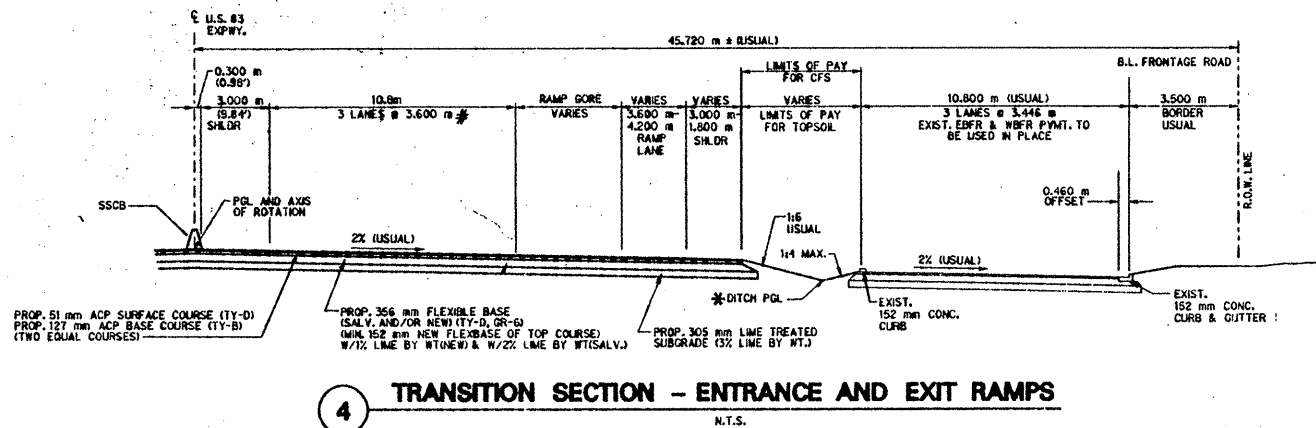 ℄ U.S. 83
EXPWY.
45.720 m ± (USUAL)
0.300 m
(0.98')
LIMITS OF PAY
FOR CFS
B.L. FRONTAGE ROAD
3.000 m
(9.84')
SHLDR
10.8m
3 LANES @ 3.600 m *
RAMP GORE
VARIES
VARIES
3.600 m-
4.200 m
RAMP
LANE
VARIES
3.000 m-
1.800 m
SHLDR
VARIES
LIMITS OF PAY
FOR TOPSOIL
10.800 m (USUAL)
3 LANES @ 3.446 m
EXIST. EBFR & WBFR PVMT. TO
BE USED IN PLACE
3.500 m
BORDER
USUAL
R.O.W. LINE
SSCB
PGL AND AXIS
OF ROTATION
0.460 m
OFFSET
2% (USUAL)
1:6
USUAL
1:4 MAX.
2% (USUAL)
* DITCH PGL
EXIST.
152 mm CONC.
CURB
EXIST.
152 mm CONC.
CURB & GUTTER
PROP. 51 mm ACP SURFACE COURSE (TY-D)
PROP. 127 mm ACP BASE COURSE (TY-B)
(TWO EQUAL COURSES)
PROP. 356 mm FLEXIBLE BASE
(SALV. AND/OR NEW) (TY-D, GR-6)
(MIN. 152 mm NEW FLEXBASE OF TOP COURSE)
W/1% LIME BY WT(NEW) & W/2% LIME BY WT(SALV.)
PROP. 305 mm LIME TREATED
SUBGRADE (3% LIME BY WT.)
4 TRANSITION SECTION - ENTRANCE AND EXIT RAMPS
N.T.S.